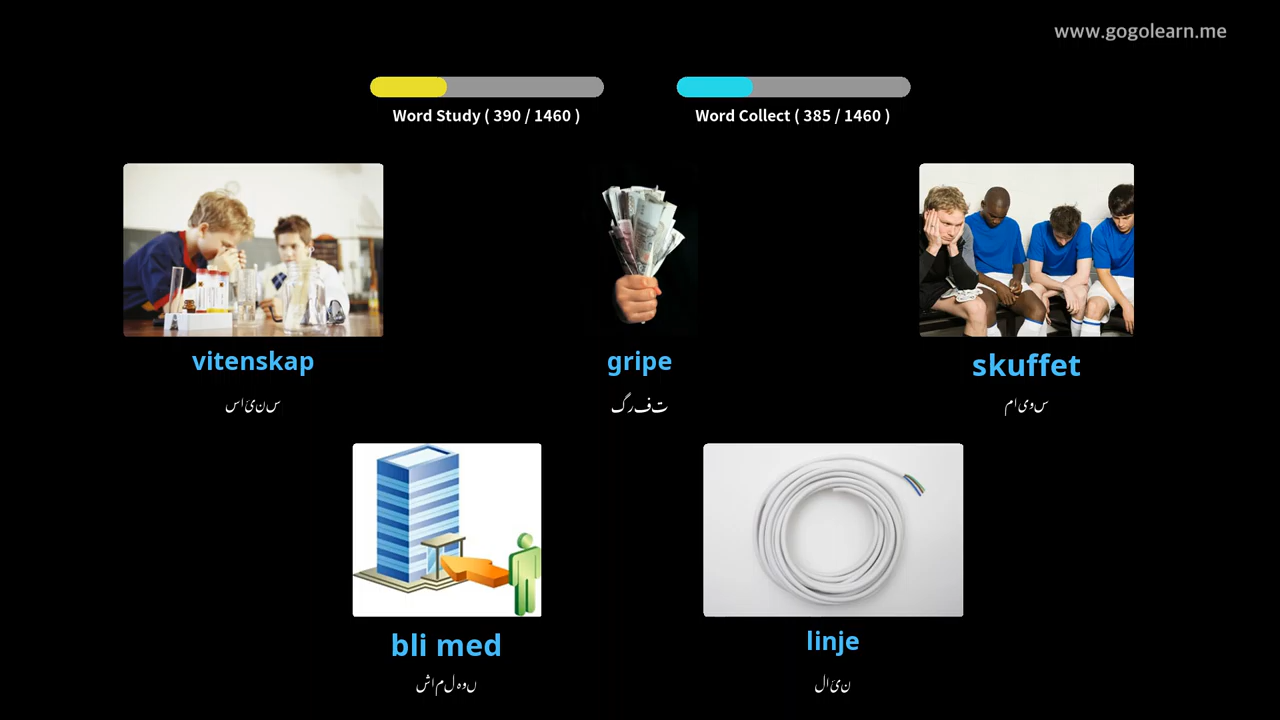 www.gogolearn.me
Word Study ( 390 / 1460 )
Word Collect ( 385 / 1460 )
vitenskap
سائنس
gripe
گرفت
skuffet
مایوس
bli med
شامل ہوں
linje
لائن